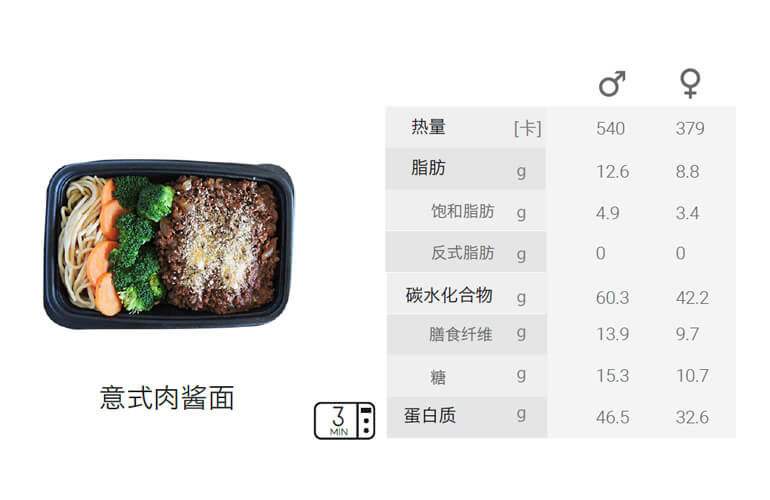 ♂ ♀
热量 [卡] 540 379
脂肪 g 12.6 8.8
饱和脂肪 g 4.9 3.4
反式脂肪 g 0 0
碳水化合物 g 60.3 42.2
膳食纤维 g 13.9 9.7
糖 g 15.3 10.7
蛋白质 g 46.5 32.6
意式肉酱面
3
MIN